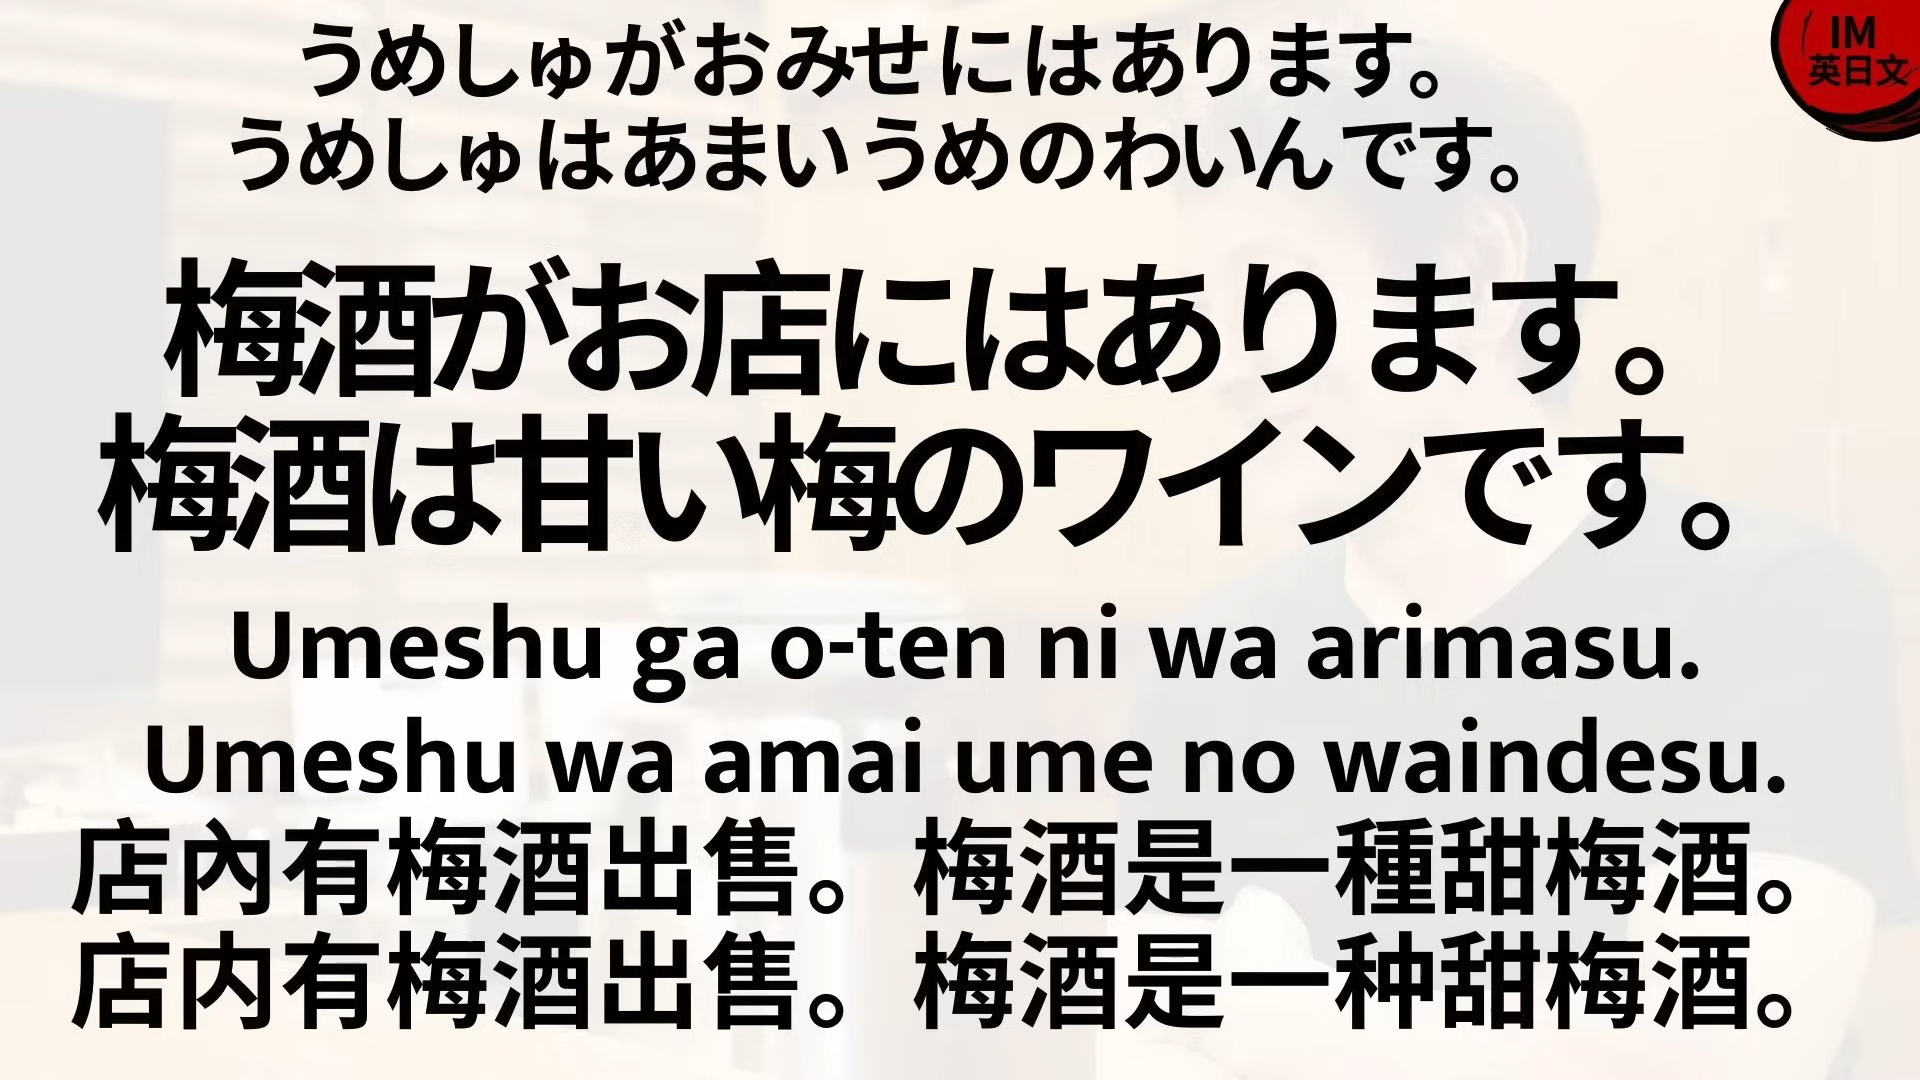 うめしゅがおみせにはあります。
うめしゅはあまいうめのわいんです。
梅酒がお店にはあります。
梅酒は甘い梅のワインです。
Umeshu ga o-ten ni wa arimasu.
Umeshu wa amai ume no waindesu.
店內有梅酒出售。 梅酒是一種甜梅酒。
店内有梅酒出售。 梅酒是一种甜梅酒。
IM
英日文